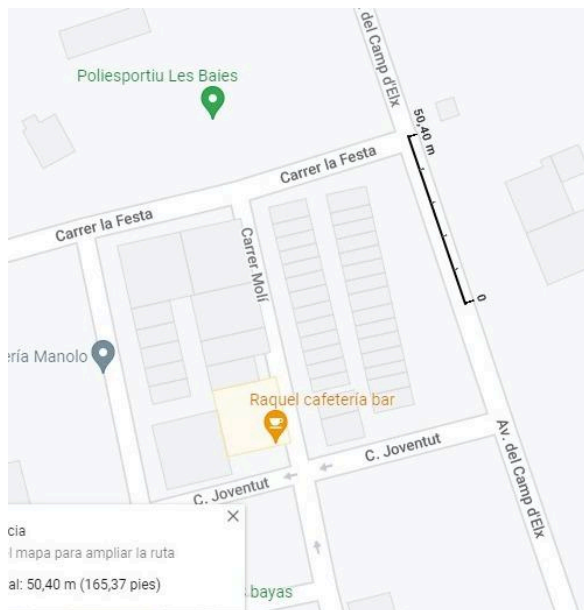 . del Camp d'Elx
Poliesportiu Les Baies
50,40 m
Carrer la Festa
Carrer la Festa
Carrer Molí
0
ería Manolo
Raquel cafetería bar
Av. del Camp d'Elx
C. Joventut
C. Joventut
cia
l mapa para ampliar la ruta
al: 50,40 m (165,37 pies)
bayas